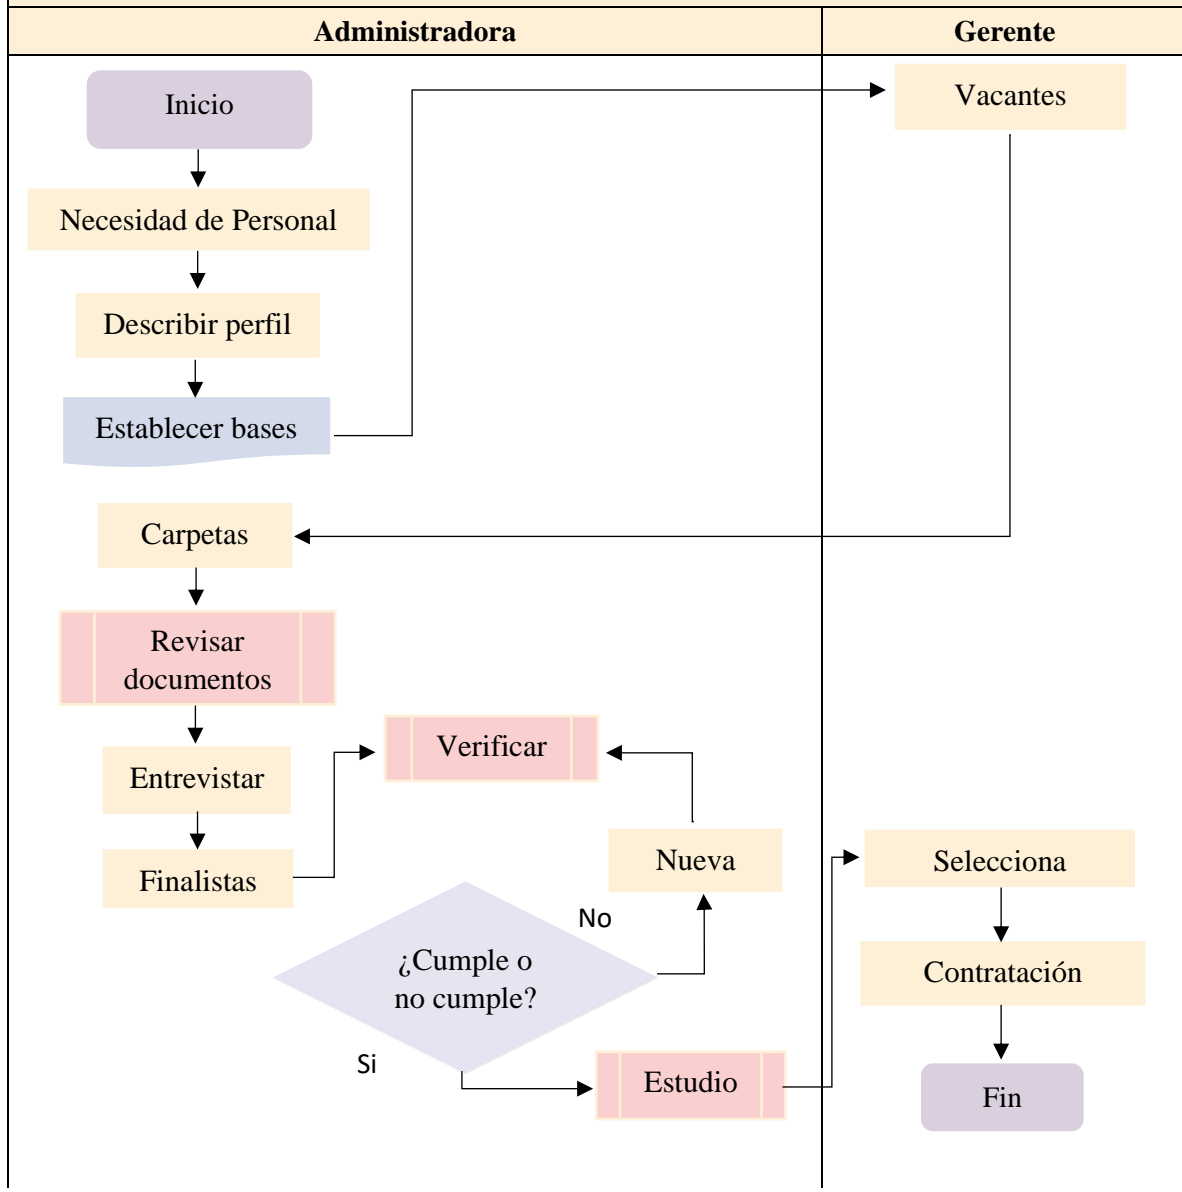 Administradora
Gerente
Inicio
Vacantes
Necesidad de Personal
Describir perfil
Establecer bases
Carpetas
Revisar
documentos
Verificar
Entrevistar
Finalistas
Nueva
Selecciona
No
¿Cumple o
no cumple?
Contratación
Si
Estudio
Fin